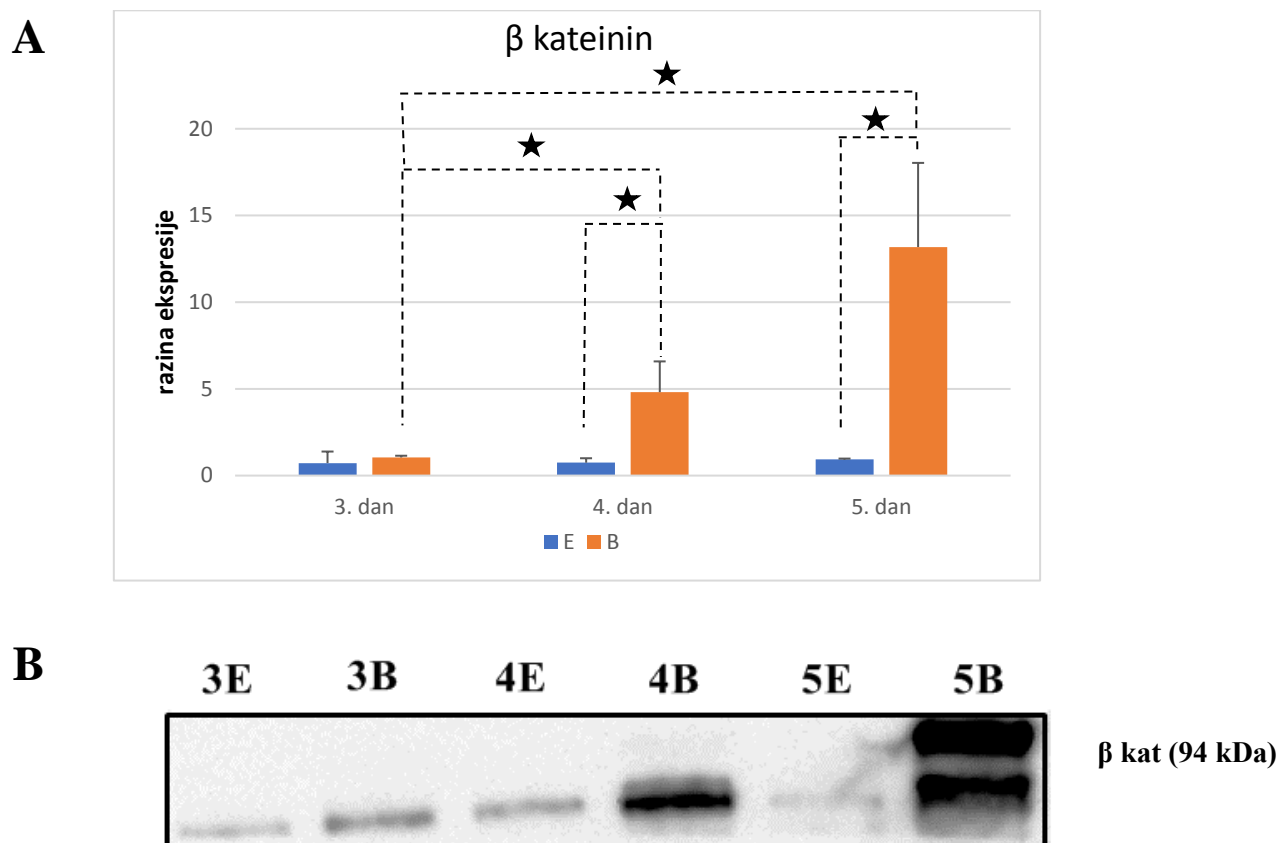 A
β kateinin
razina ekspresije
20
15
10
5
0
3. dan 4. dan 5. dan
E B
B
3E 3B 4E 4B 5E 5B
β kat (94 kDa)